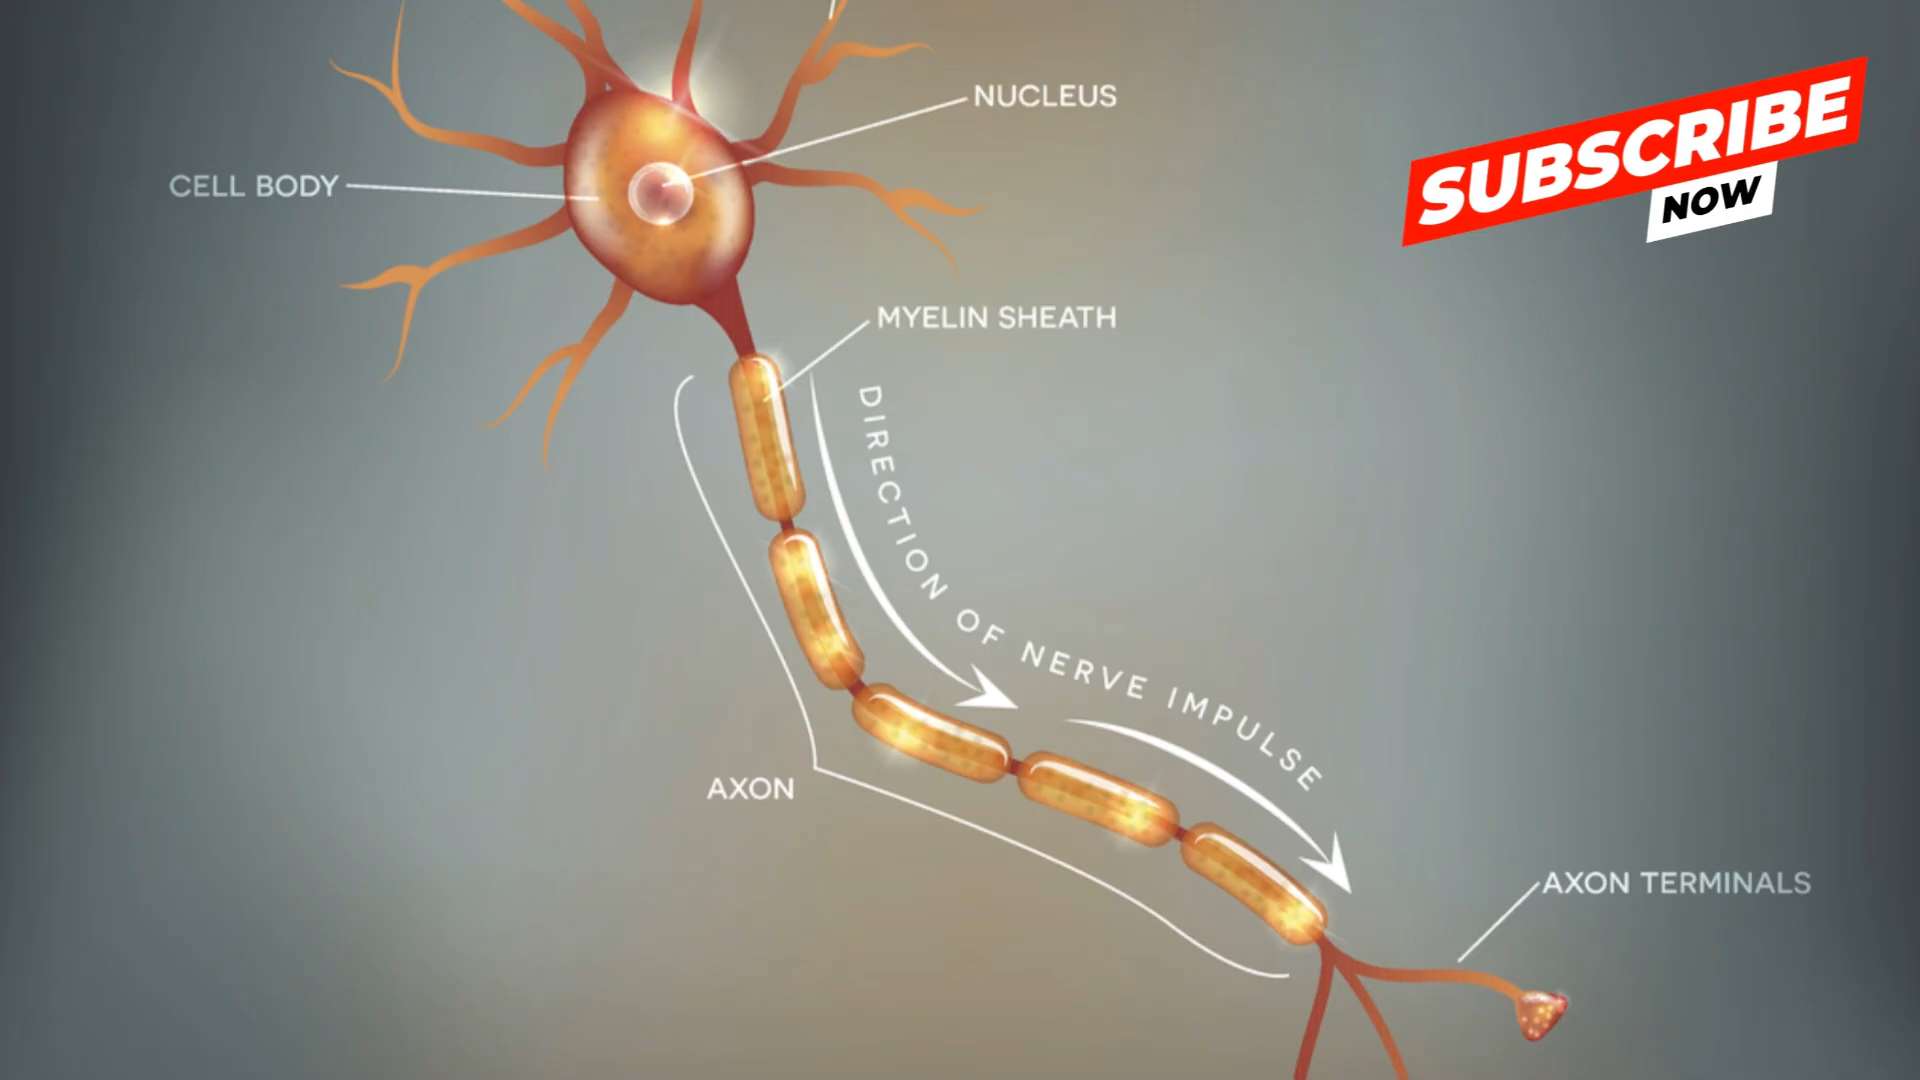 NUCLEUS
SUBSCRIBE
NOW
CELL BODY
MYELIN SHEATH
DIRECTION OF NERVE IMPULSE
AXON
AXON TERMINALS